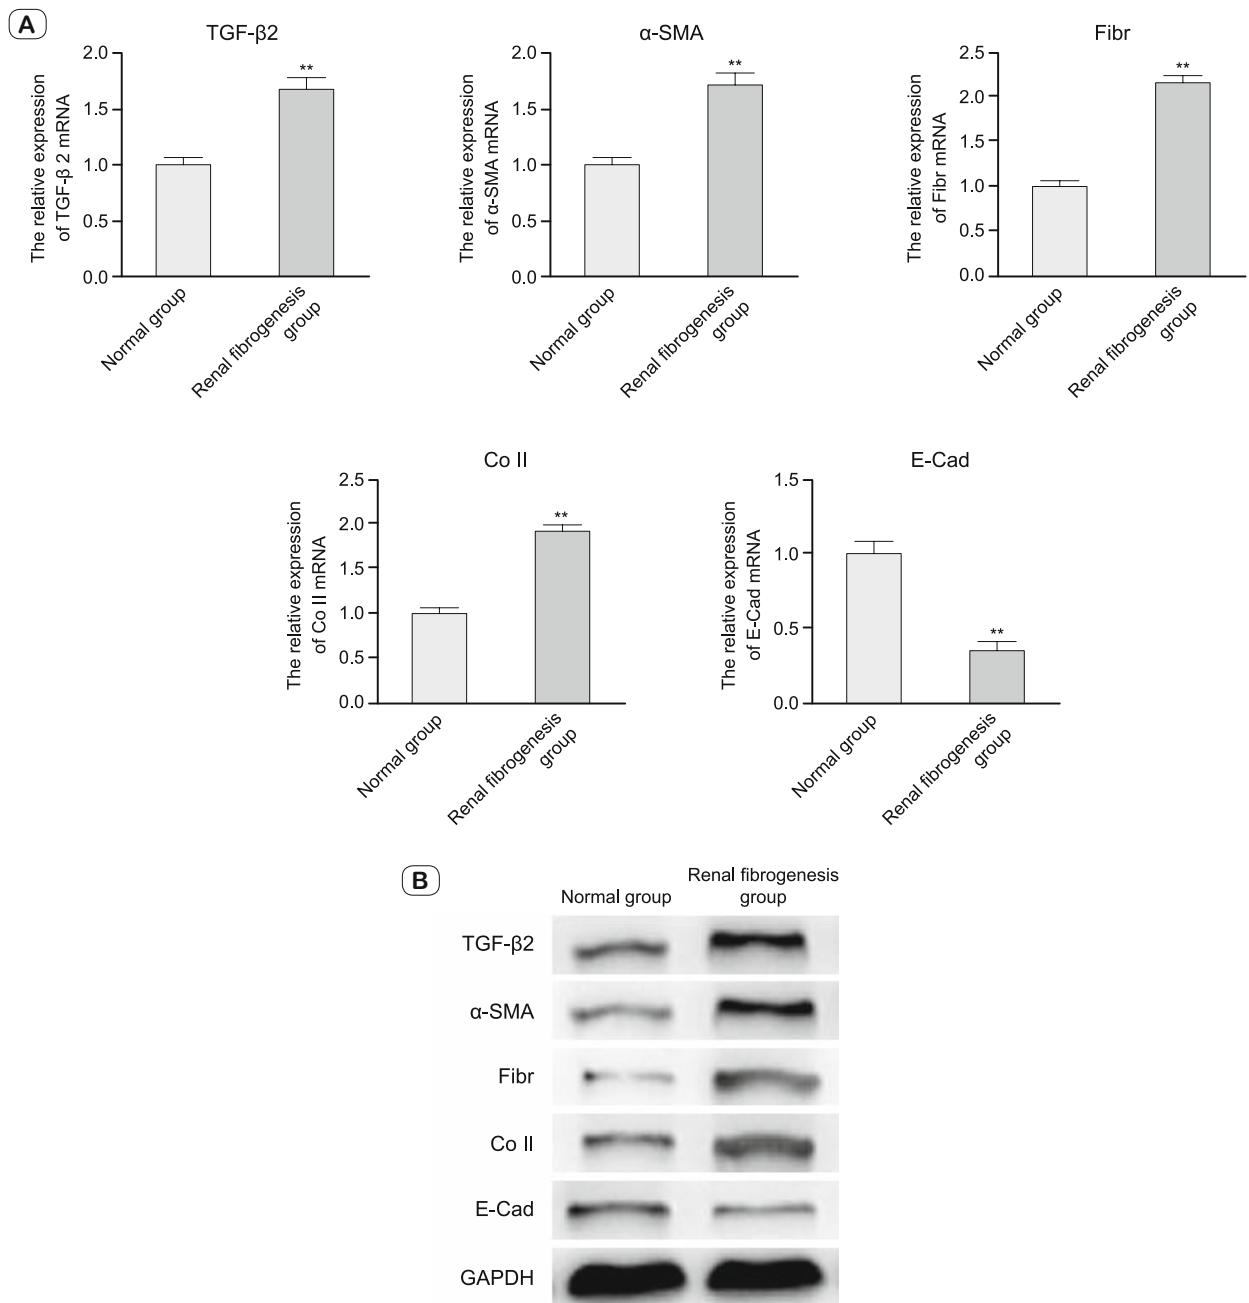 A
TGF-β2
The relative expression
of TGF-β 2 mRNA
2.0
1.5
1.0
0.5
0.0
**
Normal group
Renal fibrogenesis
group
α-SMA
The relative expression
of α-SMA mRNA
2.0
1.5
1.0
0.5
0.0
**
Normal group
Renal fibrogenesis
group
Fibr
The relative expression
of Fibr mRNA
2.5
2.0
1.5
1.0
0.5
0.0
**
Normal group
Renal fibrogenesis
group
Co II
The relative expression
of Co II mRNA
2.5
2.0
1.5
1.0
0.5
0.0
**
Normal group
Renal fibrogenesis
group
E-Cad
The relative expression
of E-Cad mRNA
1.5
1.0
0.5
0.0
**
Normal group
Renal fibrogenesis
group
B
Normal group
Renal fibrogenesis
group
TGF-β2
α-SMA
Fibr
Co II
E-Cad
GAPDH